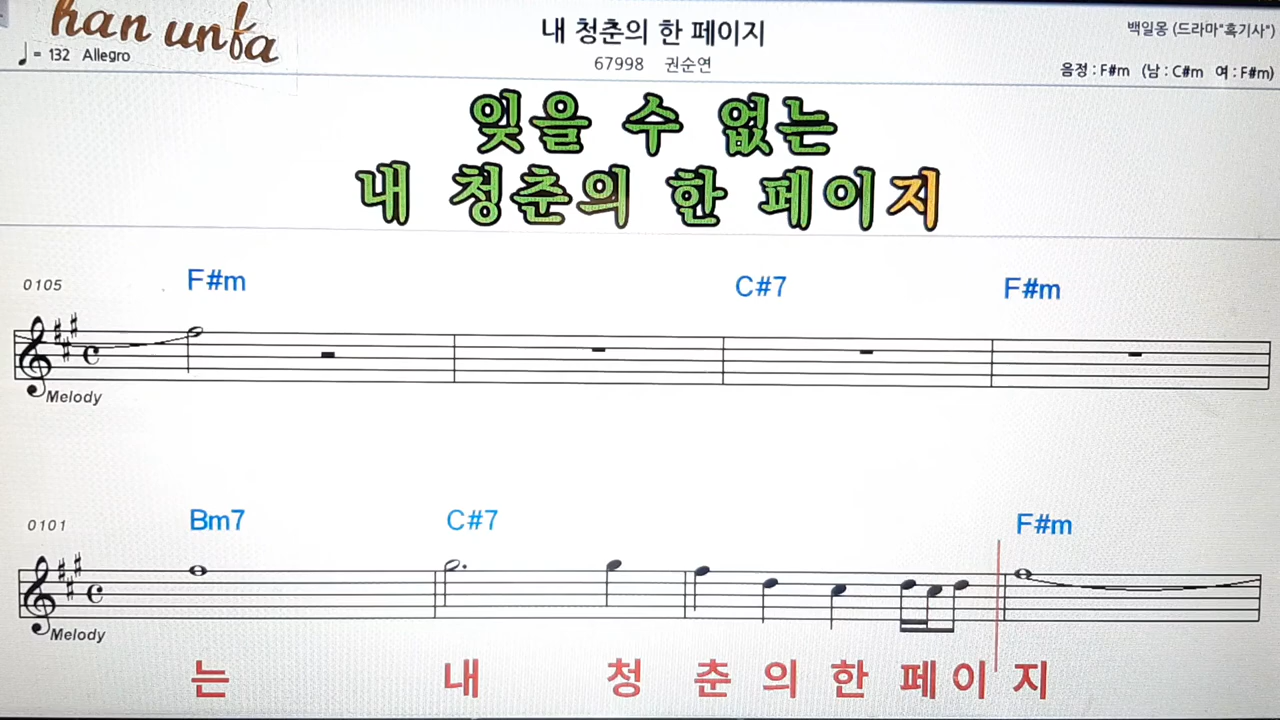 han unfa
내 청춘의 한 페이지
백일몽 (드라마“흑기사“)
♩ = 132 Allegro
67998 권순연
음정 : F#m (남 : C#m 여 : F#m)
잊을 수 없는
내 청춘의 한 페이지
0105 F#m C#7 F#m
Melody
0101 Bm7 C#7 F#m
Melody
는 내 청 춘 의 한 페 이 지